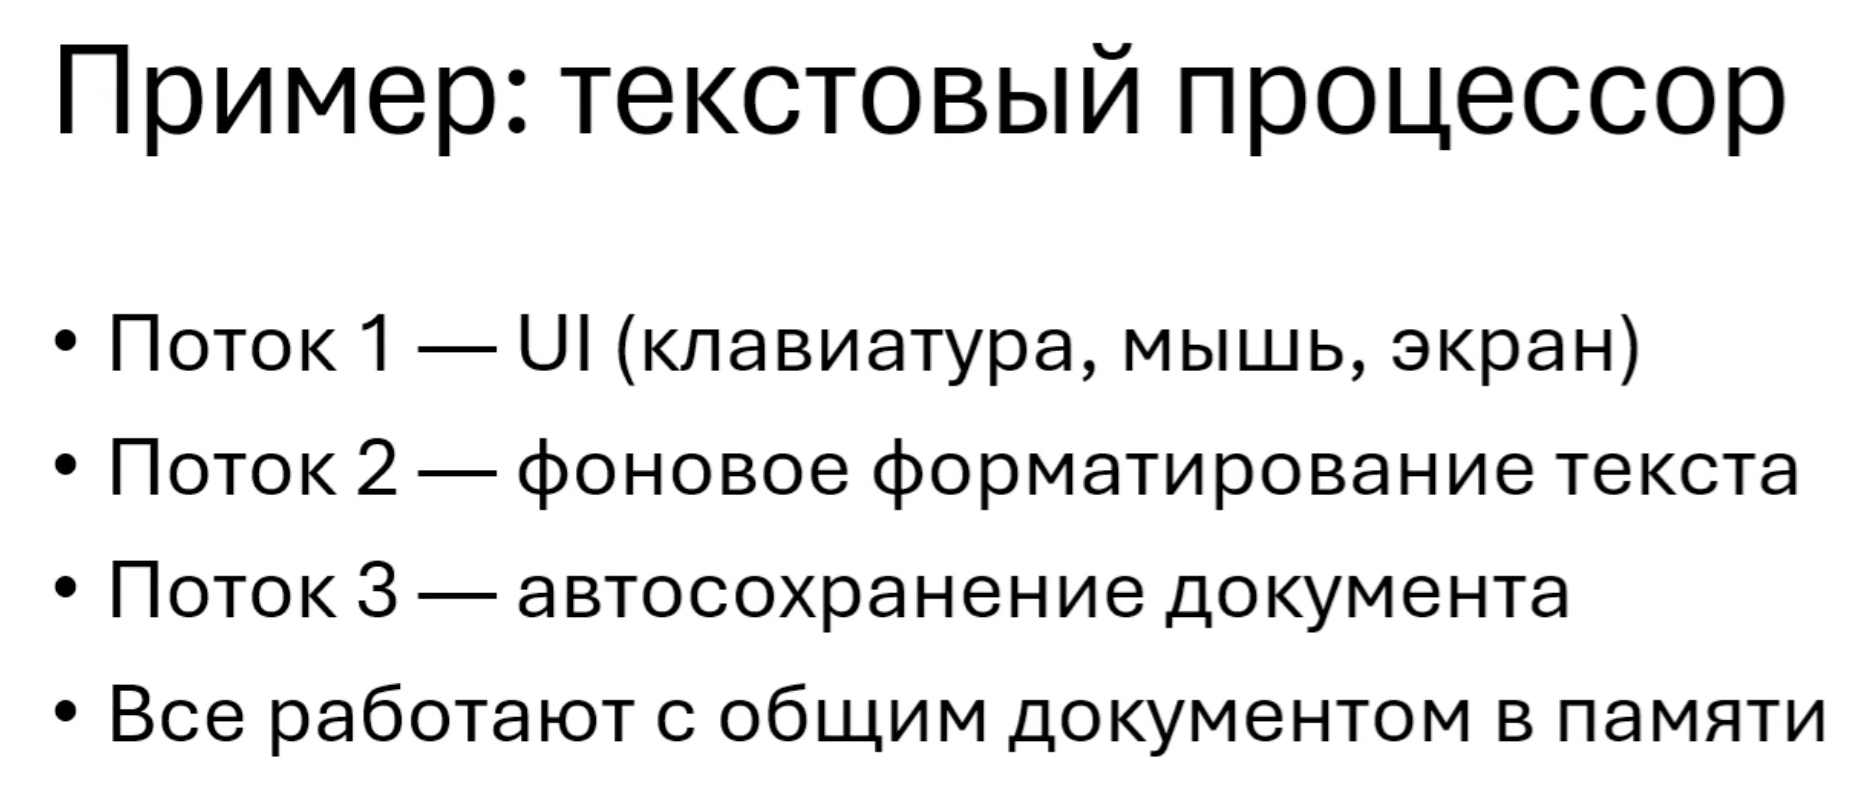 Пример: текстовый процессор
• Поток 1 — UI (клавиатура, мышь, экран)
• Поток 2 — фоновое форматирование текста
• Поток 3 — автосохранение документа
• Все работают с общим документом в памяти